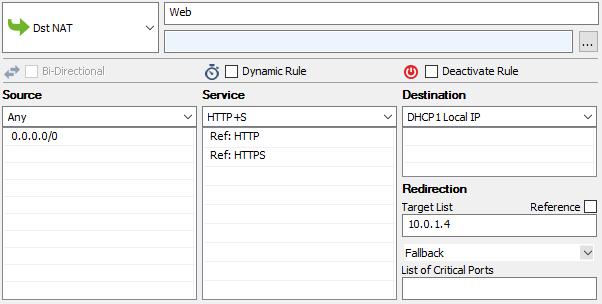 Dst NAT
Web
...
Bi-Directional
Dynamic Rule
Deactivate Rule
Source
Service
Destination
Any
HTTP+S
DHCP1 Local IP
0.0.0.0/0
Ref: HTTP
Ref: HTTPS
Redirection
Target List
Reference
10.0.1.4
Fallback
List of Critical Ports